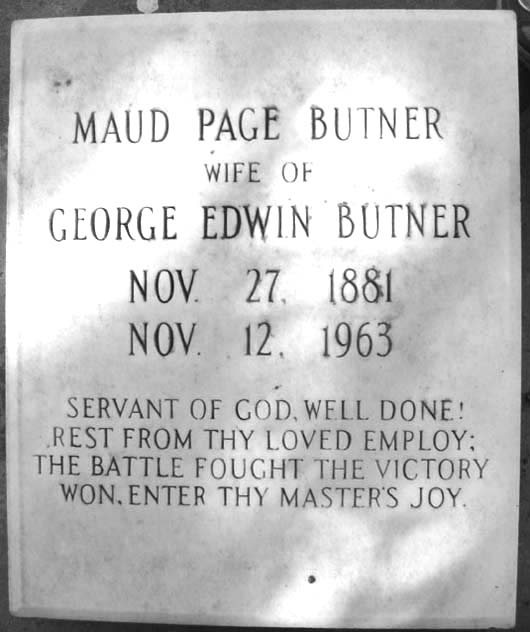 MAUD PAGE BUTNER
WIFE OF
GEORGE EDWIN BUTNER
NOV. 27, 1881
NOV. 12, 1963
SERVANT OF GOD, WELL DONE!
REST FROM THY LOVED EMPLOY;
THE BATTLE FOUGHT THE VICTORY
WON, ENTER THY MASTER'S JOY.